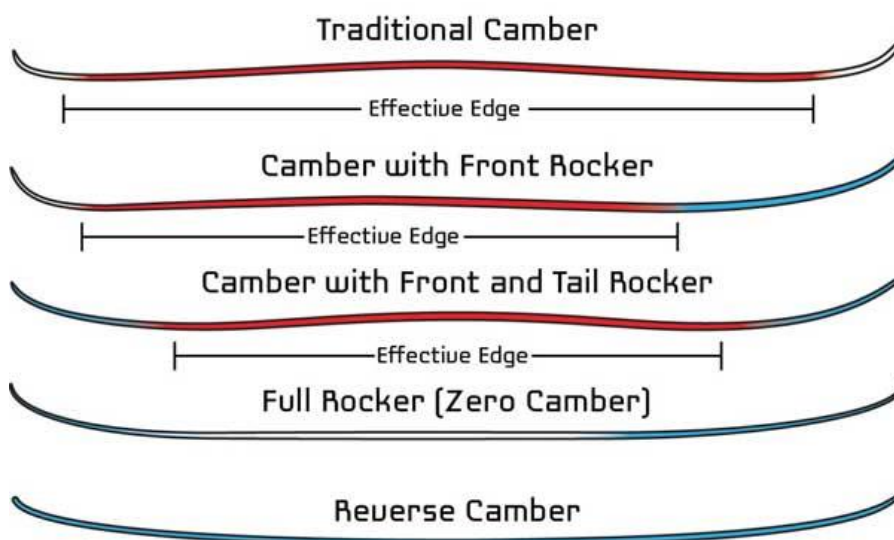 Traditional Camber
Effective Edge
Camber with Front Rocker
Effective Edge
Camber with Front and Tail Rocker
Effective Edge
Full Rocker (Zero Camber)
Reverse Camber